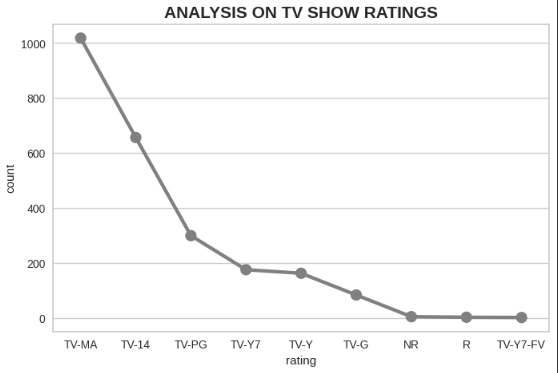 ANALYSIS ON TV SHOW RATINGS
1000
800
600
400
200
0
count
TV-MA TV-14 TV-PG TV-Y7 TV-Y TV-G NR R TV-Y7-FV
rating